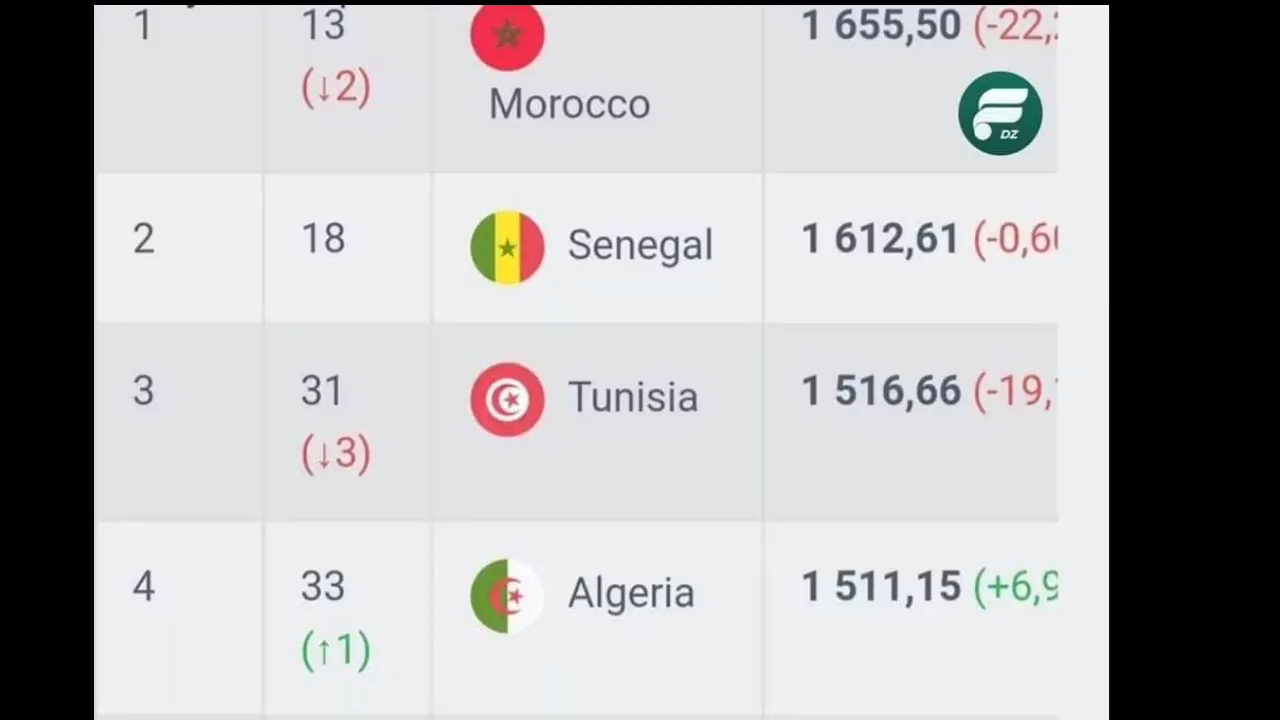 1 13 1 655,50 (-22,
(↓2) Morocco
DZ
2 18 Senegal 1 612,61 (-0,6
3 31 Tunisia 1 516,66 (-19,
(↓3)
4 33 Algeria 1 511,15 (+6,9
(↑1)